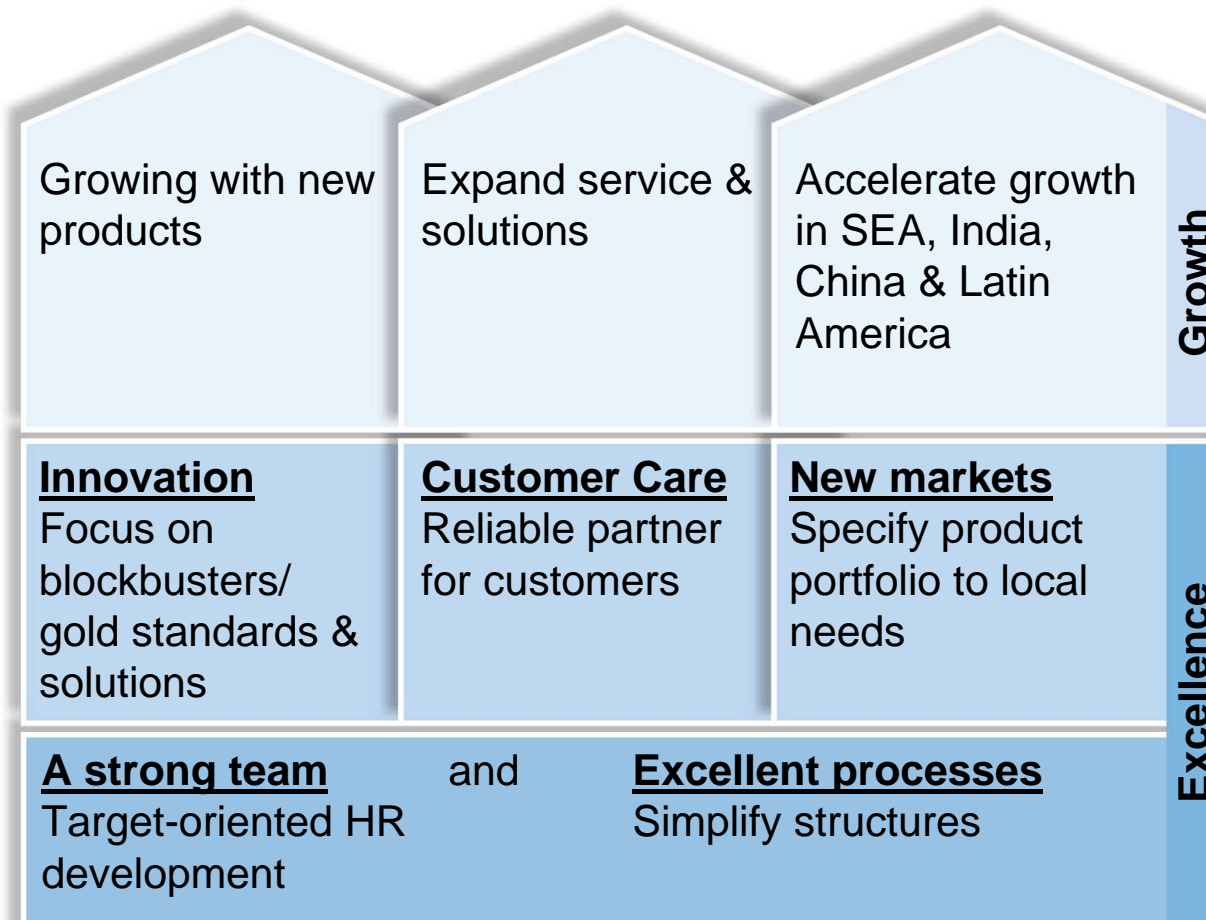 Growing with new
products
Expand service &
solutions
Accelerate growth
in SEA, India,
China & Latin
America
Growth
Innovation
Focus on
blockbusters/
gold standards &
solutions
Customer Care
Reliable partner
for customers
New markets
Specify product
portfolio to local
needs
Excellence
A strong team and Excellent processes
Target-oriented HR
development
Simplify structures